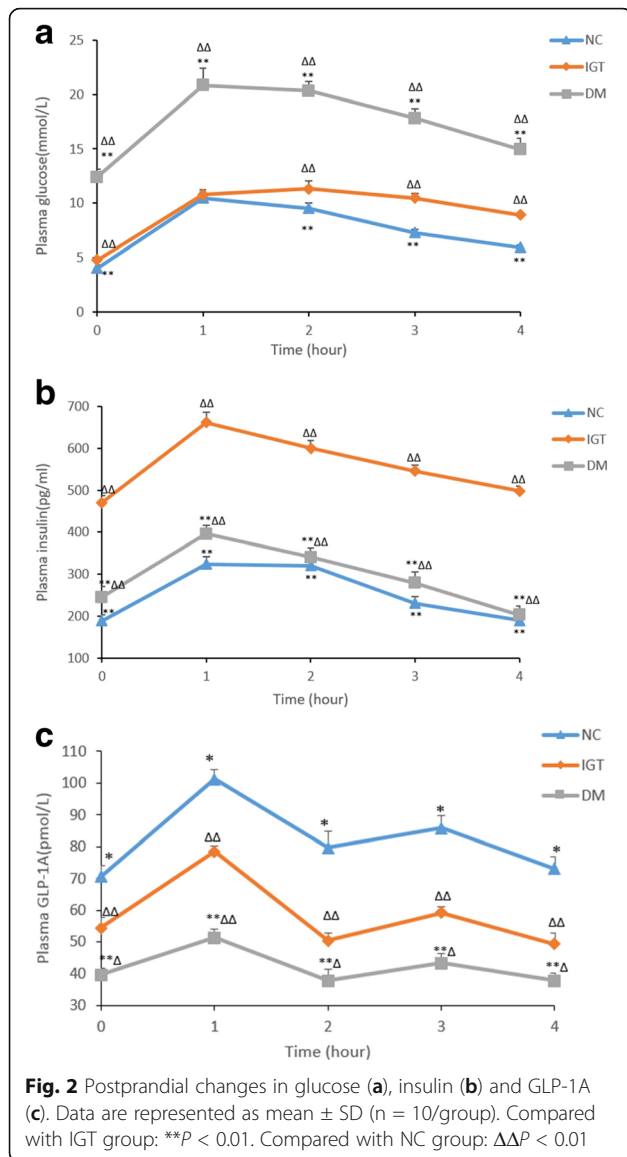 a
25
20
15
10
5
0
Plasma glucose(mmol/L)
ΔΔ
**
ΔΔ
**
ΔΔ
**
ΔΔ
**
ΔΔ
**
ΔΔ
ΔΔ
ΔΔ
ΔΔ
**
**
**
**
0 1 2 3 4
Time (hour)
NC
IGT
DM
b
700
600
500
400
300
200
100
Plasma insulin(pg/ml)
ΔΔ
ΔΔ
ΔΔ
ΔΔ
ΔΔ
**ΔΔ
**ΔΔ
**ΔΔ
**ΔΔ
**ΔΔ
**
**
**
**
**
0 1 2 3 4
Time (hour)
NC
IGT
DM
c
110
100
90
80
70
60
50
40
30
Plasma GLP-1A(pmol/L)
*
*
*
*
*
ΔΔ
ΔΔ
ΔΔ
ΔΔ
ΔΔ
**Δ
**ΔΔ
**Δ
**Δ
**Δ
0 1 2 3 4
Time (hour)
NC
IGT
DM
Fig. 2 Postprandial changes in glucose (a), insulin (b) and GLP-1A
(c). Data are represented as mean ± SD (n = 10/group). Compared
with IGT group: **P < 0.01. Compared with NC group: ΔΔP < 0.01